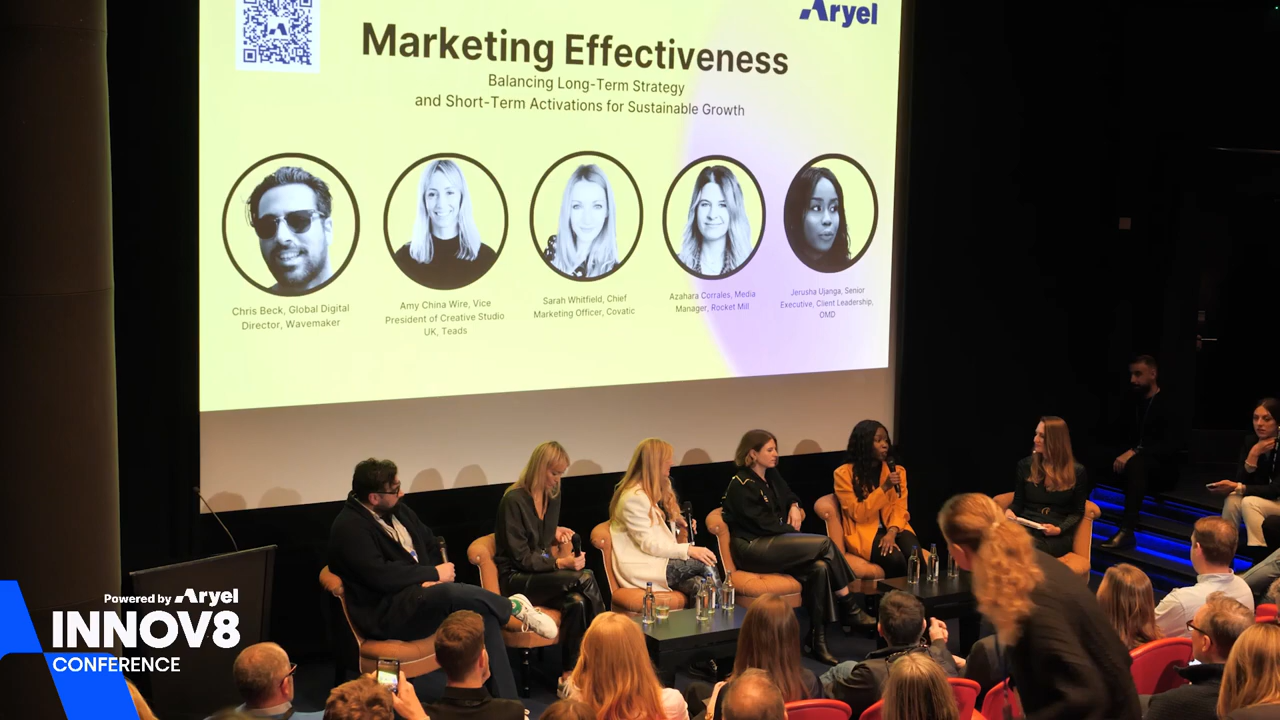 Aryel
Marketing Effectiveness
Balancing Long-Term Strategy
and Short-Term Activations for Sustainable Growth
Chris Beck, Global Digital
Director, Wavemaker
Amy China Wire, Vice
President of Creative Studio
UK, Teads
Sarah Whitfield, Chief
Marketing Officer, Covatic
Azahara Corrales, Media
Manager, Rocket Mill
Jerusha Ujanga, Senior
Executive, Client Leadership,
OMD
Powered by Aryel
INNOV8
CONFERENCE